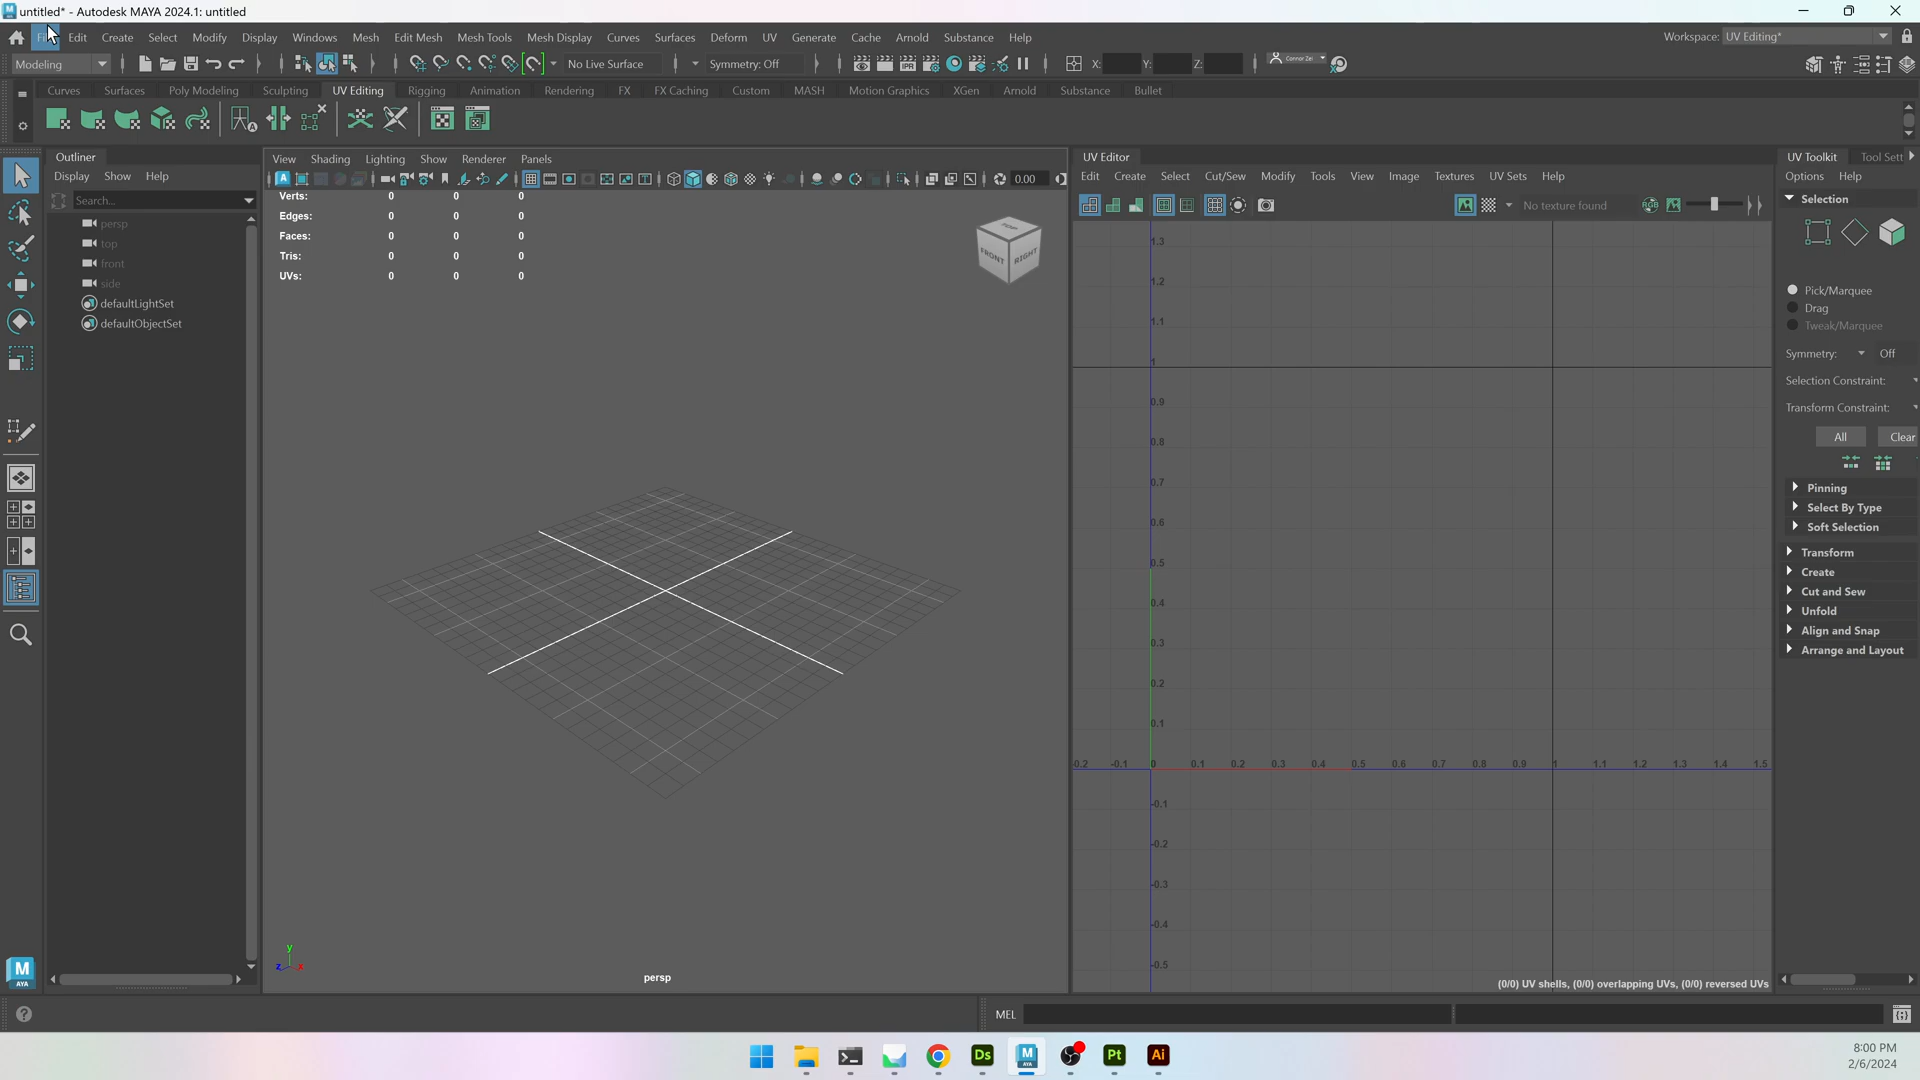 untitled* - Autodesk MAYA 2024.1: untitled
Edit Create Select Modify Display Windows Mesh Edit Mesh Mesh Tools Mesh Display Curves Surfaces Deform UV Generate Cache Arnold Substance Help
Workspace: UV Editing*
Modeling
No Live Surface
Symmetry: Off
X: Y: Z:
Connor Zel
Curves Surfaces Poly Modeling Sculpting UV Editing Rigging Animation Rendering FX FX Caching Custom MASH Motion Graphics XGen Arnold Substance Bullet
Outliner
Display Show Help
Search...
persp
top
front
side
defaultLightSet
defaultObjectSet
View Shading Lighting Show Renderer Panels
0.00
Verts: 0 0 0
Edges: 0 0 0
Faces: 0 0 0
Tris: 0 0 0
UVs: 0 0 0
TOP
FRONT RIGHT
y
z x
persp
UV Editor
Edit Create Select Cut/Sew Modify Tools View Image Textures UV Sets Help
No texture found
RGB
1.3
1.2
1.1
1
0.9
0.8
0.7
0.6
0.5
0.4
0.3
0.2
0.1
-0.2 -0.1 0 0.1 0.2 0.3 0.4 0.5 0.6 0.7 0.8 0.9 1 1.1 1.2 1.3 1.4 1.5
-0.1
-0.2
-0.3
-0.4
-0.5
(0/0) UV shells, (0/0) overlapping UVs, (0/0) reversed UVs
UV Toolkit Tool Sett
Options Help
Selection
Pick/Marquee
Drag
Tweak/Marquee
Symmetry: Off
Selection Constraint:
Transform Constraint:
All Clear
Pinning
Select By Type
Soft Selection
Transform
Create
Cut and Sew
Unfold
Align and Snap
Arrange and Layout
M
AYA
MEL
Ds
M
AYA
Pt
Ai
8:00 PM
2/6/2024